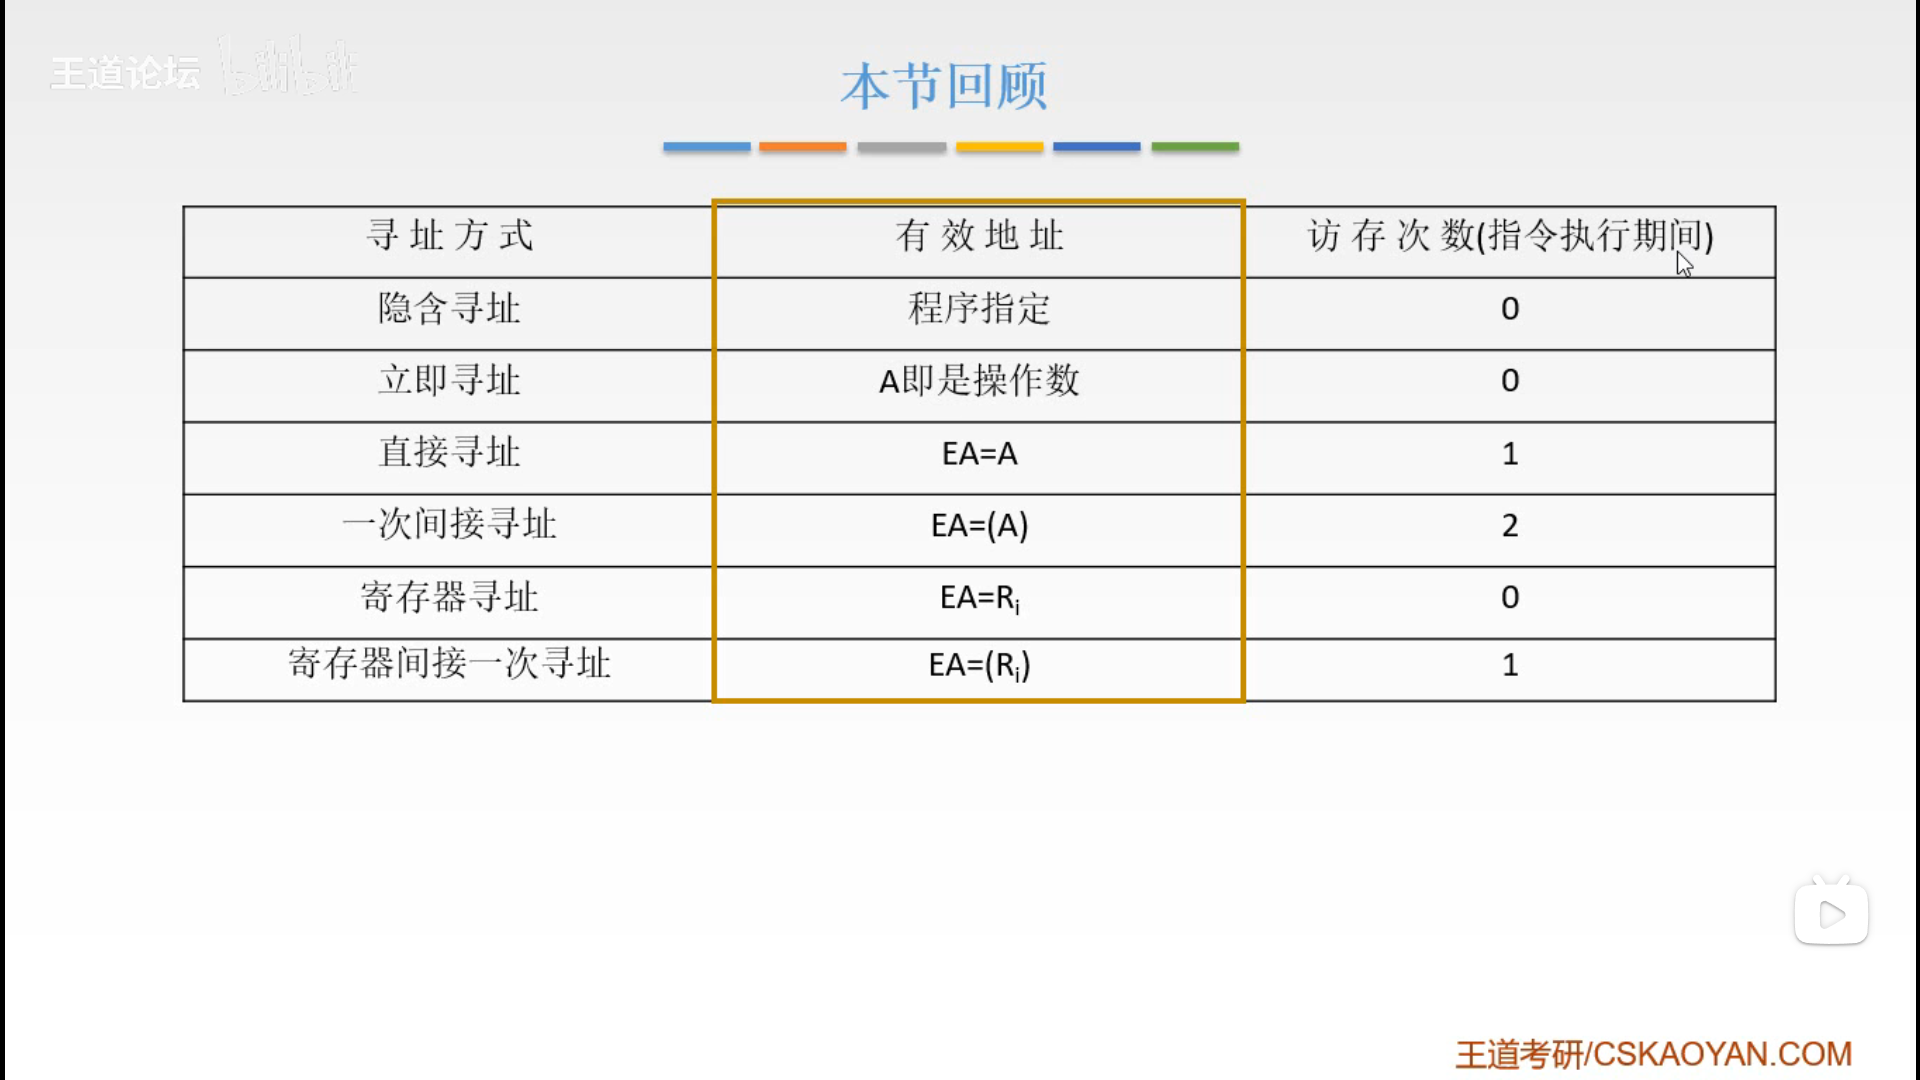 王道论坛 bilibili
本节回顾
寻址方式 有效地址 访存次数(指令执行期间)
隐含寻址 程序指定 0
立即寻址 A即是操作数 0
直接寻址 EA=A 1
一次间接寻址 EA=(A) 2
寄存器寻址 EA=Rᵢ 0
寄存器间接一次寻址 EA=(Rᵢ) 1
王道考研/CSKAOYAN.COM